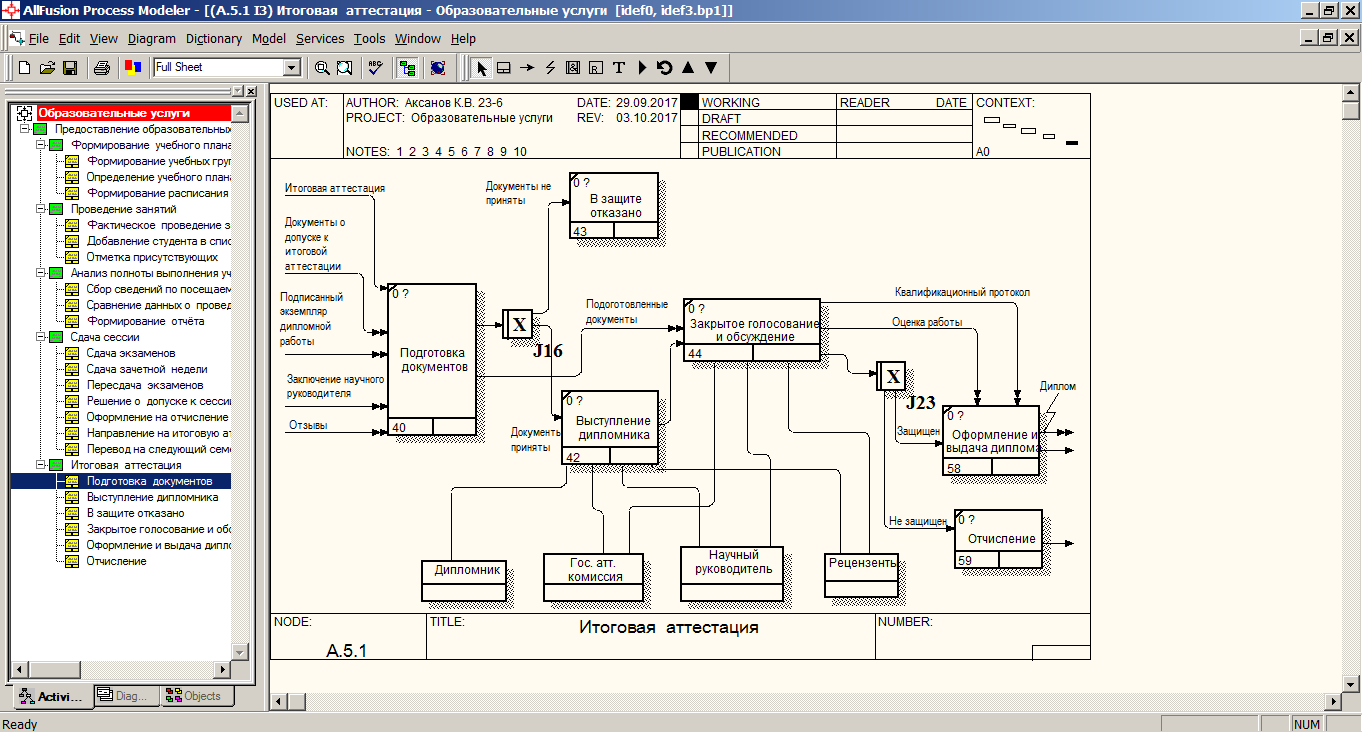 AllFusion Process Modeler - [(A.5.1 I3) Итоговая аттестация - Образовательные услуги [idef0, idef3.bp1]]
File Edit View Diagram Dictionary Model Services Tools Window Help
Full Sheet
ABC
A
R
T
Образовательные услуги
Предоставление образовательных
Формирование учебного плана
Формирование учебных груп
Определение учебного плана
Формирование расписания
Проведение занятий
Фактическое проведение з
Добавление студента в спис
Отметка присутствующих
Анализ полноты выполнения уч
Сбор сведений по посещаем
Сравнение данных о провед
Формирование отчёта
Сдача сессии
Сдача экзаменов
Сдача зачетной недели
Пересдача экзаменов
Решение о допуске к сесси
Оформление на отчисление
Направление на итоговую ат
Перевод на следующий сем
Итоговая аттестация
Подготовка документов
Выступление дипломника
В защите отказано
Закрытое голосование и обс
Оформление и выдача дипло
Отчисление
Activi...
Diag...
Objects
USED AT:
AUTHOR: Аксанов К.В. 23-6
DATE: 29.09.2017
PROJECT: Образовательные услуги
REV: 03.10.2017
NOTES: 1 2 3 4 5 6 7 8 9 10
WORKING
DRAFT
RECOMMENDED
PUBLICATION
READER DATE
CONTEXT:
A0
Итоговая аттестация
Документы о
допуске к
итоговой
аттестации
Подписанный
экземпляр
дипломной
работы
Заключение научного
руководителя
Отзывы
0 ?
Подготовка
документов
40
X
J16
Документы не
приняты
0 ?
В защите
отказано
43
Документы
приняты
0 ?
Выступление
дипломника
42
Подоготовленные
документы
0 ?
Закрытое голосование
и обсуждение
44
Квалификационный протокол
Оценка работы
X
J23
Защищен
Не защищен
Диплом
0 ?
Оформление и
выдача диплома
58
0 ?
Отчисление
59
Дипломник
Гос. атт.
комиссия
Научный
руководитель
Рецензенты
NODE:
A.5.1
TITLE:
Итоговая аттестация
NUMBER:
Ready
NUM